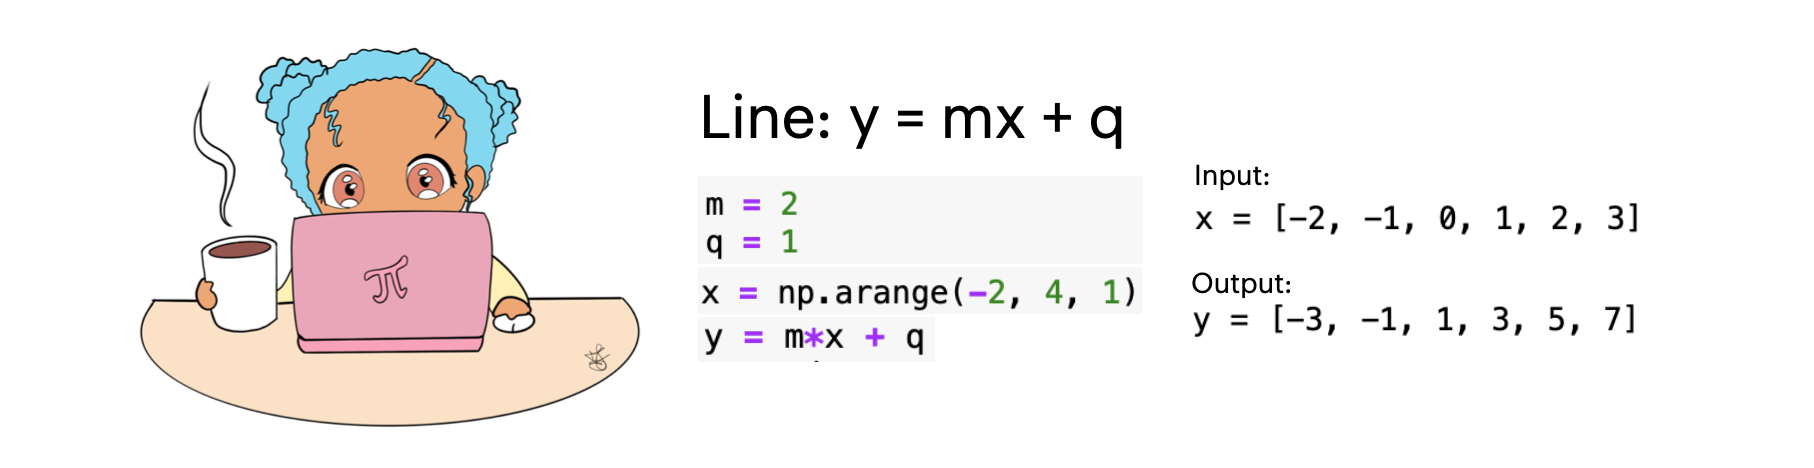 π
Line: y = mx + q
m = 2
q = 1
x = np.arange(-2, 4, 1)
y = m*x + q
Input:
x = [-2, -1, 0, 1, 2, 3]
Output:
y = [-3, -1, 1, 3, 5, 7]